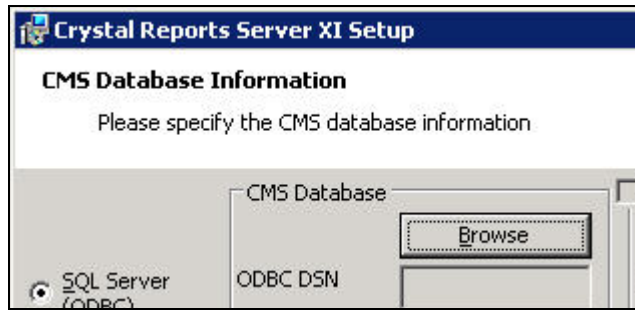 Crystal Reports Server XI Setup
CMS Database Information
Please specify the CMS database information
CMS Database
Browse
SQL Server
(ODBC)
ODBC DSN